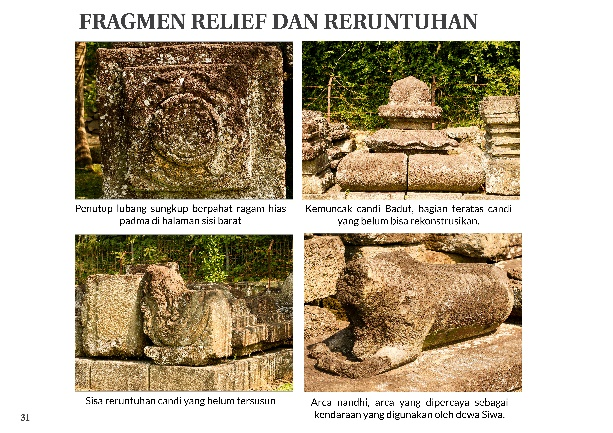 FRAGMEN RELIEF DAN RERUNTUHAN
Penutup lubang sungkup berpahat ragam hias
padma di halaman sisi barat
Kemuncak candi Badut, bagian teratas candi
yang belum bisa rekonstrusikan.
Sisa reruntuhan candi yang belum tersusun
Arca nandhi, arca yang dipercaya sebagai
kendaraan yang digunakan oleh dewa Siwa.
31